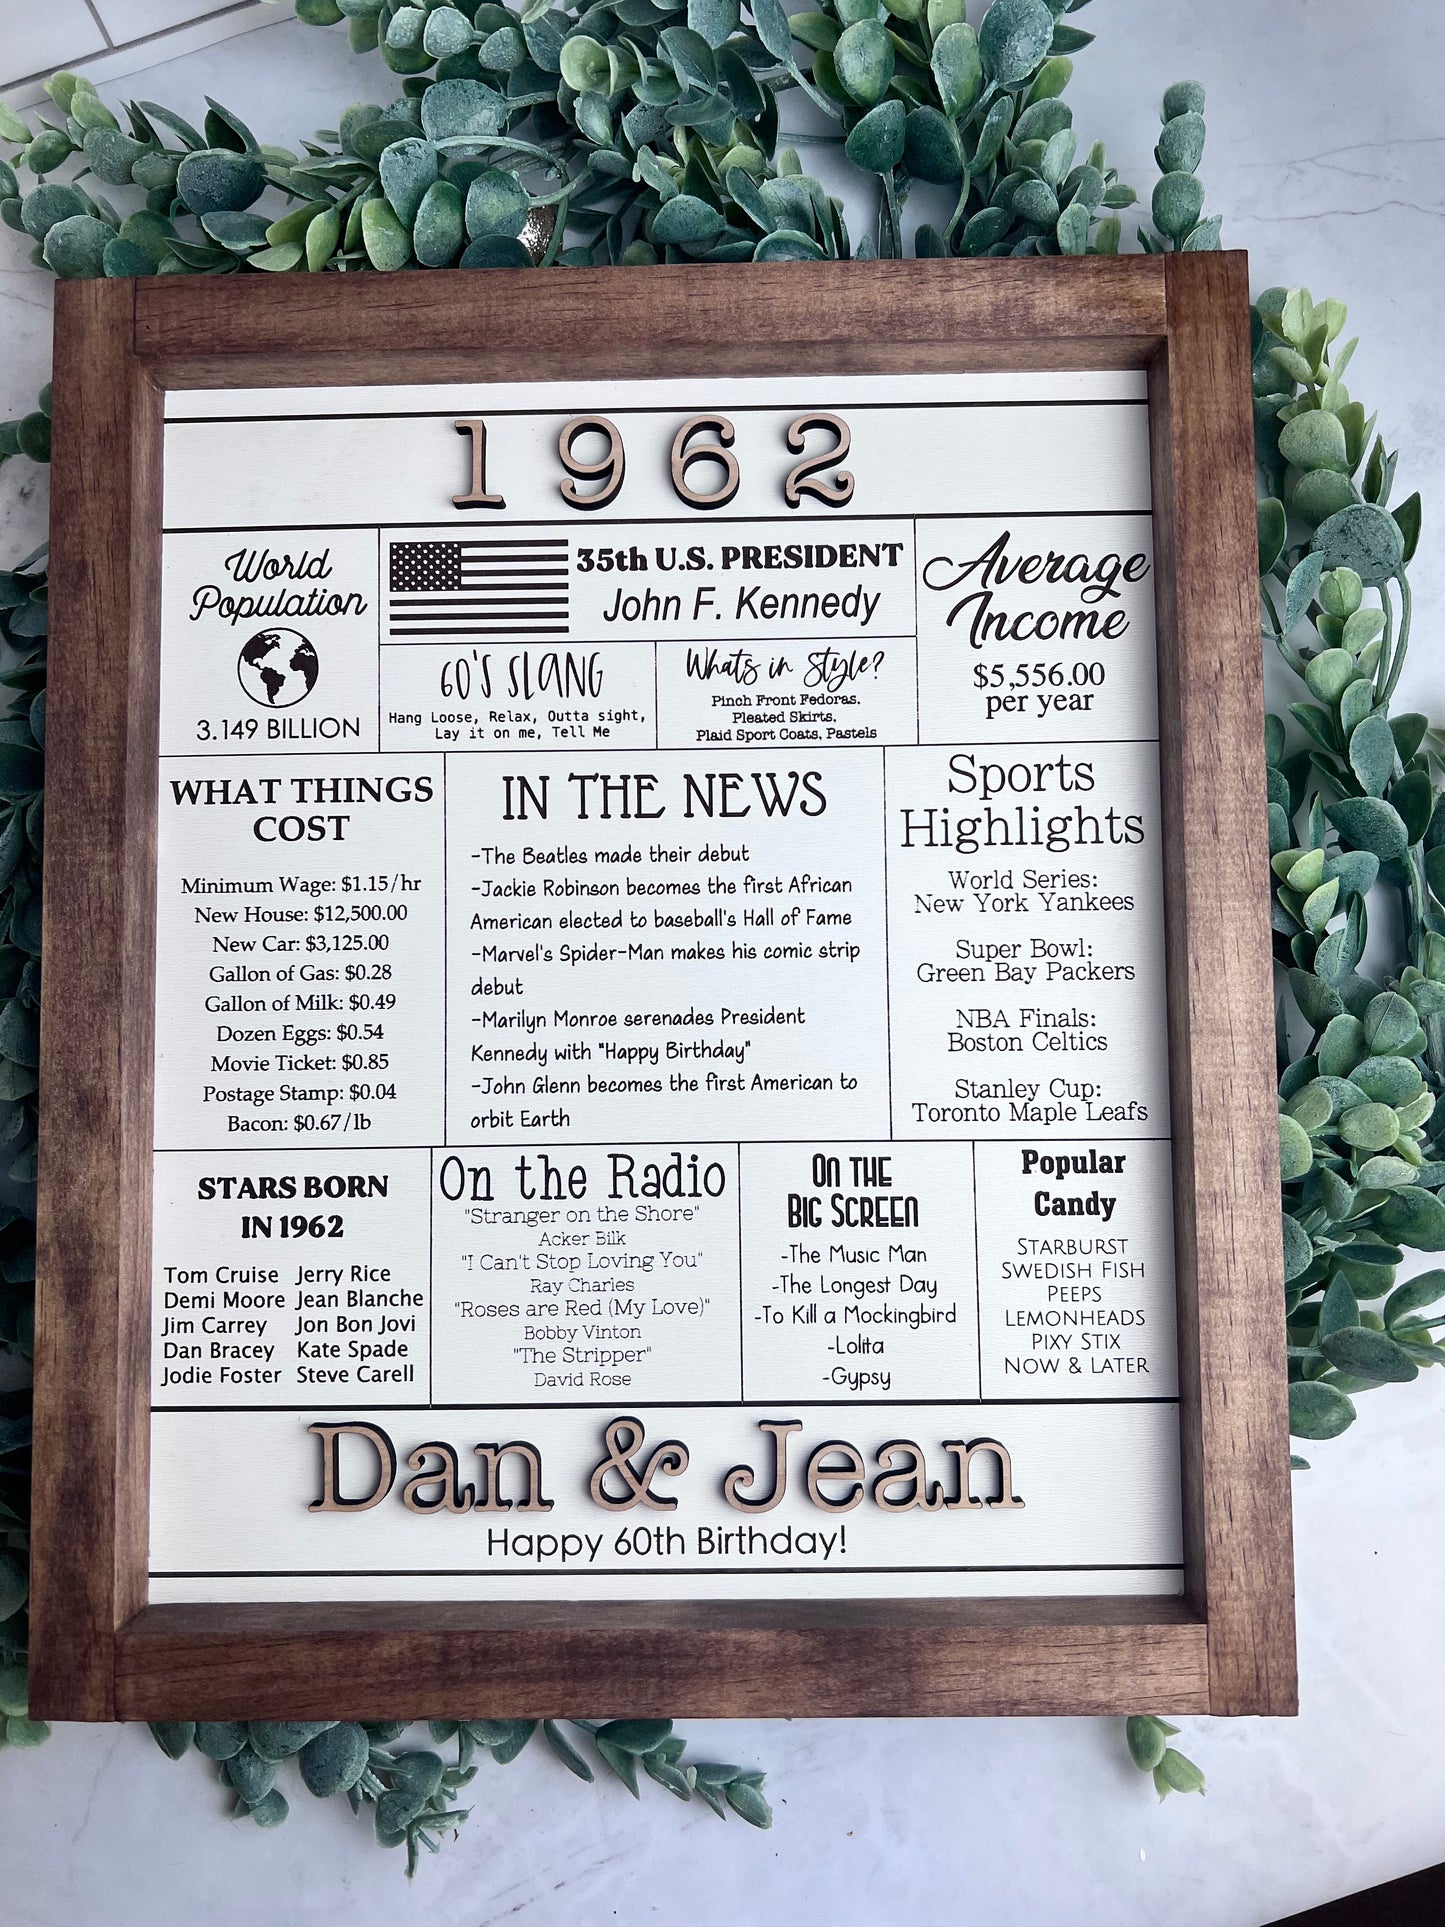 1962
World
Population
3.149 BILLION
35th U.S. PRESIDENT
John F. Kennedy
60'S SLANG
Hang Loose, Relax, Outta sight,
Lay it on me, Tell Me
Whats in Style?
Pinch Front Fedoras,
Pleated Skirts,
Plaid Sport Coats, Pastels
Average
Income
$5,556.00
per year
WHAT THINGS
COST
Minimum Wage: $1.15/hr
New House: $12,500.00
New Car: $3,125.00
Gallon of Gas: $0.28
Gallon of Milk: $0.49
Dozen Eggs: $0.54
Movie Ticket: $0.85
Postage Stamp: $0.04
Bacon: $0.67/lb
IN THE NEWS
-The Beatles made their debut
-Jackie Robinson becomes the first African
American elected to baseball's Hall of Fame
-Marvel's Spider-Man makes his comic strip
debut
-Marilyn Monroe serenades President
Kennedy with "Happy Birthday"
-John Glenn becomes the first American to
orbit Earth
Sports
Highlights
World Series:
New York Yankees
Super Bowl:
Green Bay Packers
NBA Finals:
Boston Celtics
Stanley Cup:
Toronto Maple Leafs
STARS BORN
IN 1962
Tom Cruise Jerry Rice
Demi Moore Jean Blanche
Jim Carrey Jon Bon Jovi
Dan Bracey Kate Spade
Jodie Foster Steve Carell
On the Radio
"Stranger on the Shore"
Acker Bilk
"I Can't Stop Loving You"
Ray Charles
"Roses are Red (My Love)"
Bobby Vinton
"The Stripper"
David Rose
ON THE
BIG SCREEN
-The Music Man
-The Longest Day
-To Kill a Mockingbird
-Lolita
-Gypsy
Popular
Candy
STARBURST
SWEDISH FISH
PEEPS
LEMONHEADS
PIXY STIX
NOW & LATER
Dan & Jean
Happy 60th Birthday!